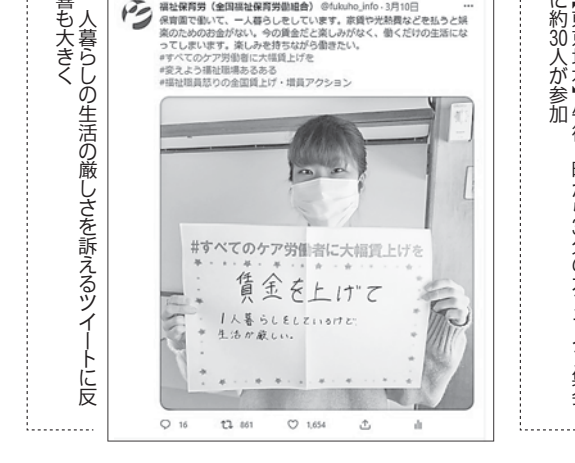 福祉保育労（全国福祉保育労働組合） @fukuho_info・3月10日
保育園で働いて、一人暮らしをしています。家賃や光熱費などを払うと娯
楽のためのお金がない。今の賃金だと楽しみがなく、働くだけの生活にな
ってしまいます。楽しみを持ちながら働きたい。
#すべてのケア労働者に大幅賃上げを
#変えよう福祉職場あるある
#福祉職員怒りの全国賃上げ・増員アクション
#すべてのケア労働者に大幅賃上げを
賃金を上げて
1人暮らしをしているけど
生活が厳しい。
16 861 1,654
に約30人が参加
一人暮らしの生活の厳しさを訴えるツイートに反
響も大きく